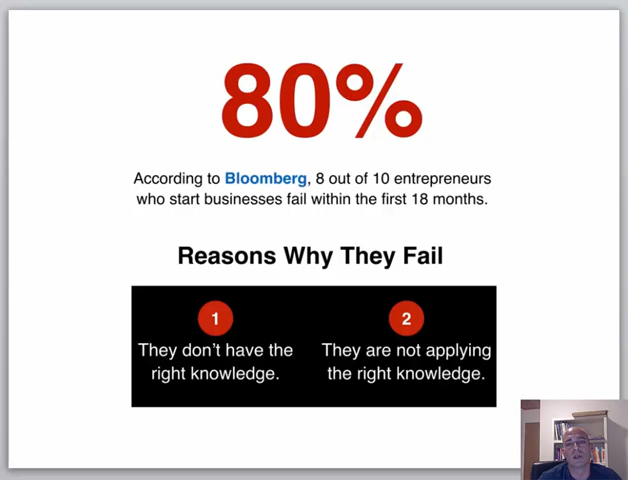 80%
According to Bloomberg, 8 out of 10 entrepreneurs
who start businesses fail within the first 18 months.
Reasons Why They Fail
1
They don't have the
right knowledge.
2
They are not applying
the right knowledge.